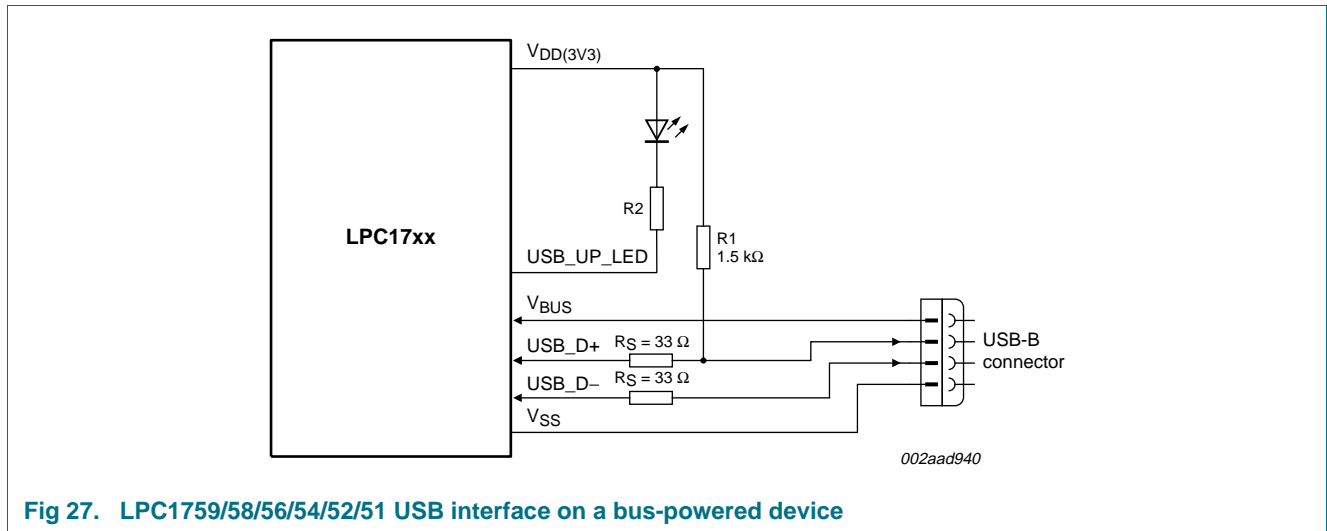 VDD(3V3)
R2
LPC17xx
R1
1.5 kΩ
USB_UP_LED
VBUS
USB-B
USB_D+ RS = 33 Ω
connector
USB_D− RS = 33 Ω
VSS
002aad940
Fig 27. LPC1759/58/56/54/52/51 USB interface on a bus-powered device